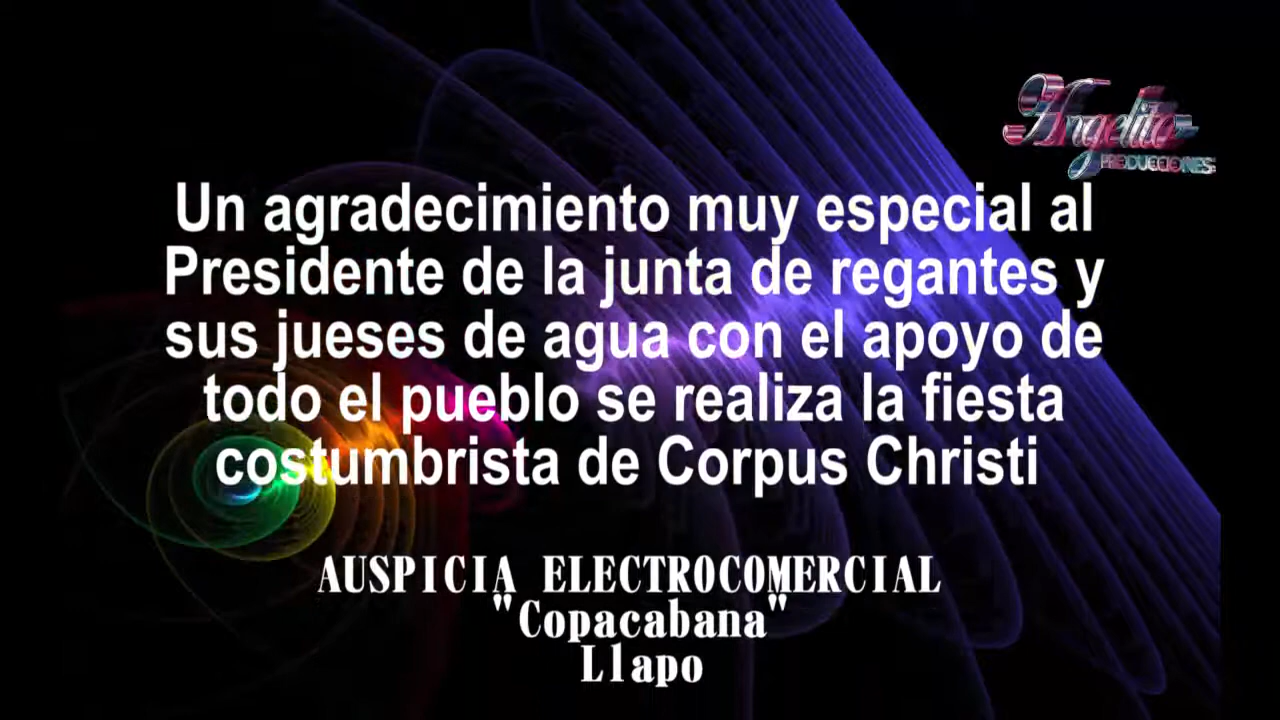 Angelito
PRODUCCIONES
Un agradecimiento muy especial al
Presidente de la junta de regantes y
sus jueses de agua con el apoyo de
todo el pueblo se realiza la fiesta
costumbrista de Corpus Christi
AUSPICIA ELECTROCOMERCIAL
"Copacabana"
Llapo